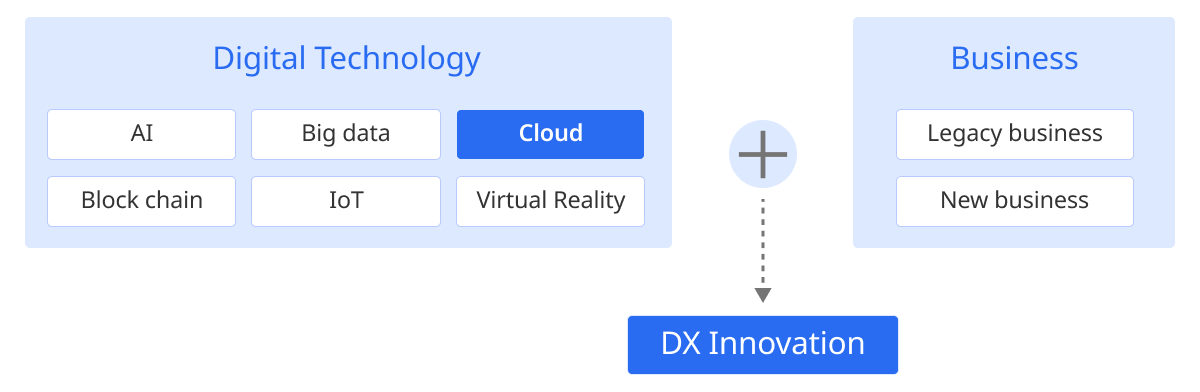 Digital Technology
AI
Big data
Cloud
Block chain
IoT
Virtual Reality
Business
Legacy business
New business
DX Innovation